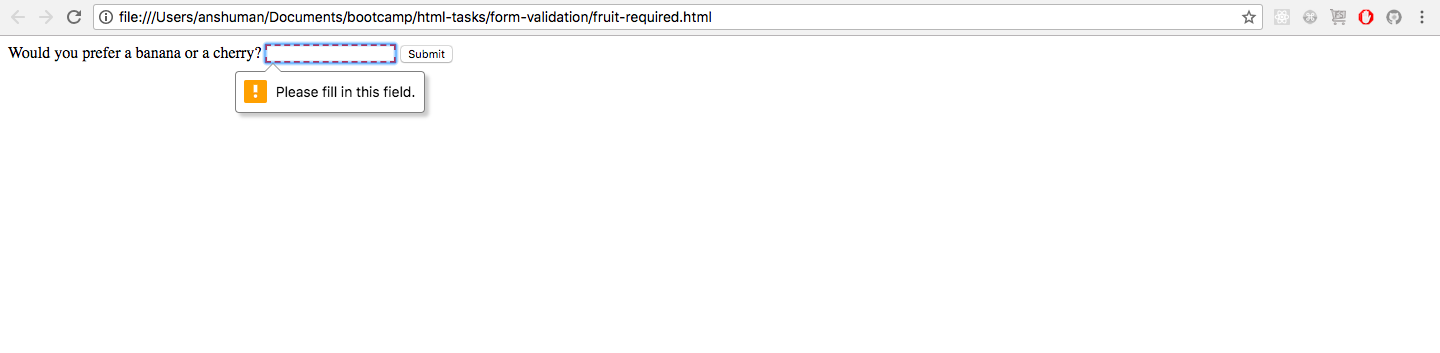 file:///Users/anshuman/Documents/bootcamp/html-tasks/form-validation/fruit-required.html
Would you prefer a banana or a cherry? Submit
Please fill in this field.